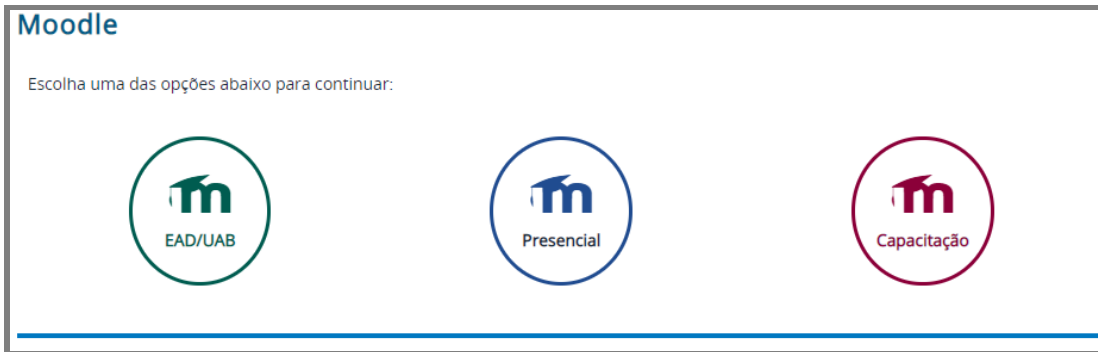 Moodle
Escolha uma das opções abaixo para continuar:
m m m
EAD/UAB Presencial Capacitação